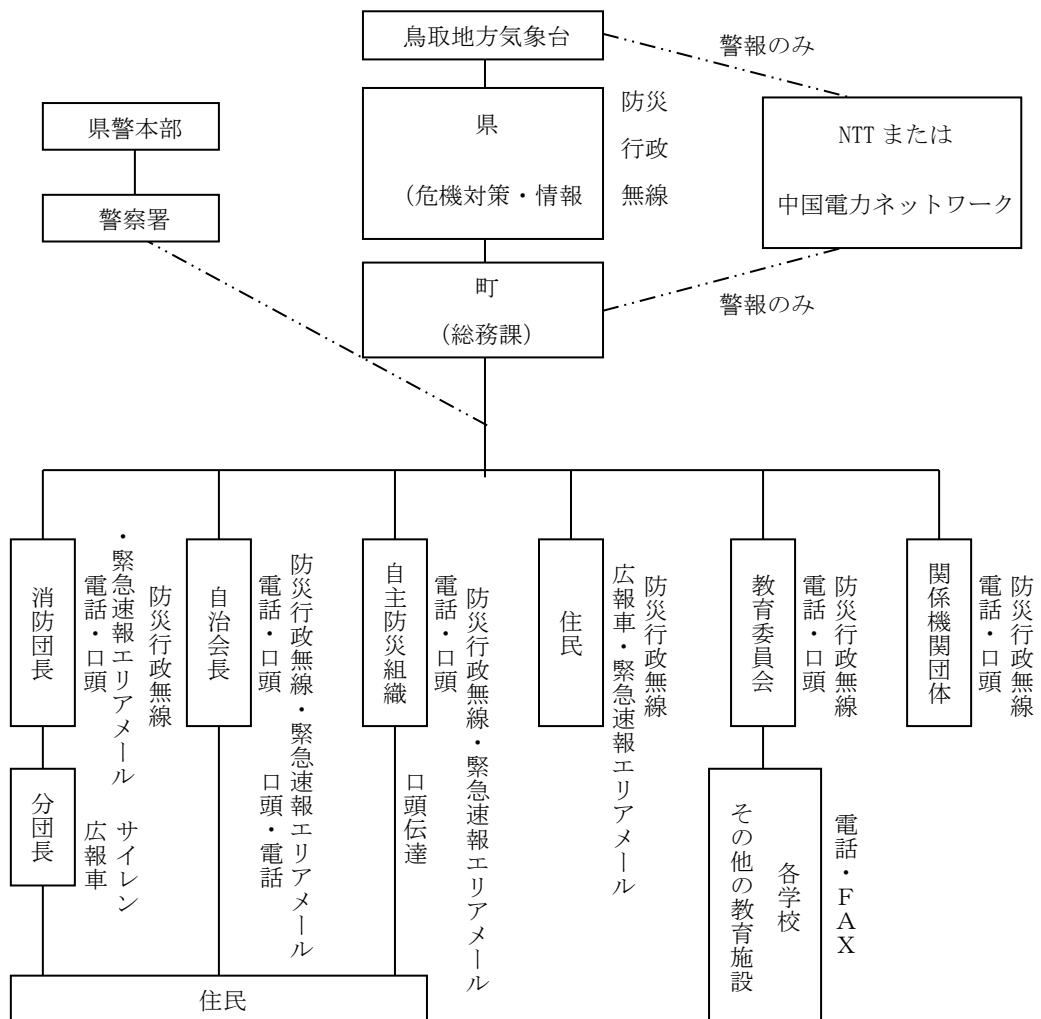 鳥取地方気象台
警報のみ
県警本部
警察署
県
(危機対策・情報
防災
行政
無線
NTT または
中国電力ネットワーク
町
(総務課)
警報のみ
消防団長
防災行政無線
・緊急速報エリアメール
電話・口頭
自治会長
防災行政無線・緊急速報エリアメール
電話・口頭
自主防災組織
防災行政無線・緊急速報エリアメール
電話・口頭
住民
防災行政無線
広報車・緊急速報エリアメール
教育委員会
防災行政無線
電話・口頭
関係機関団体
防災行政無線
電話・口頭
分団長
サイレン
広報車
口頭・電話
口頭伝達
各学校
その他の教育施設
電話・FAX
住民